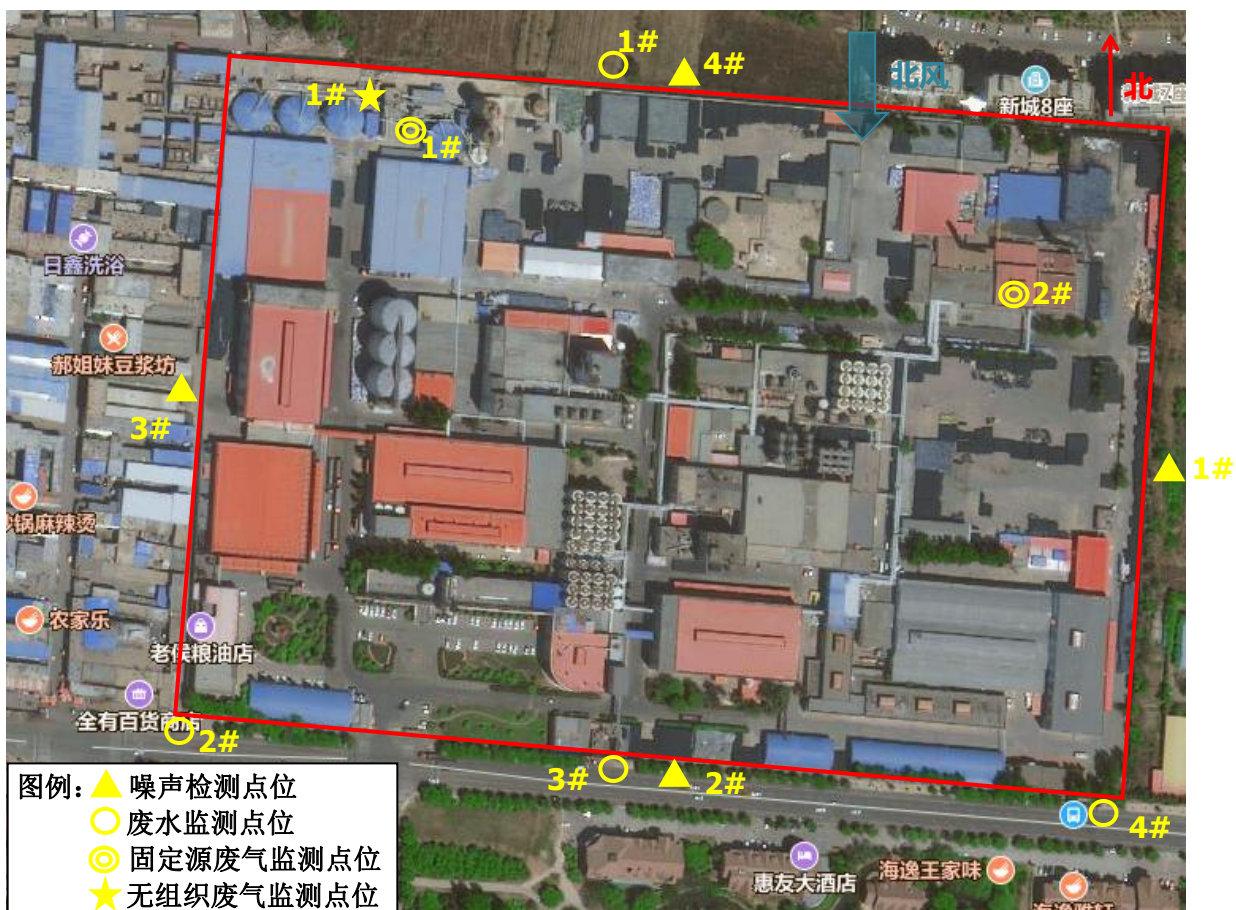 1#
4#
北风
北
新城8座
1#
1#
日鑫洗浴
2#
郝姐妹豆浆坊
3#
1#
锅麻辣烫
农家乐
老侯粮油店
全有百货商店
2#
3#
2#
4#
图例：
噪声检测点位
废水监测点位
固定源废气监测点位
无组织废气监测点位
惠友大酒店
海逸王家味